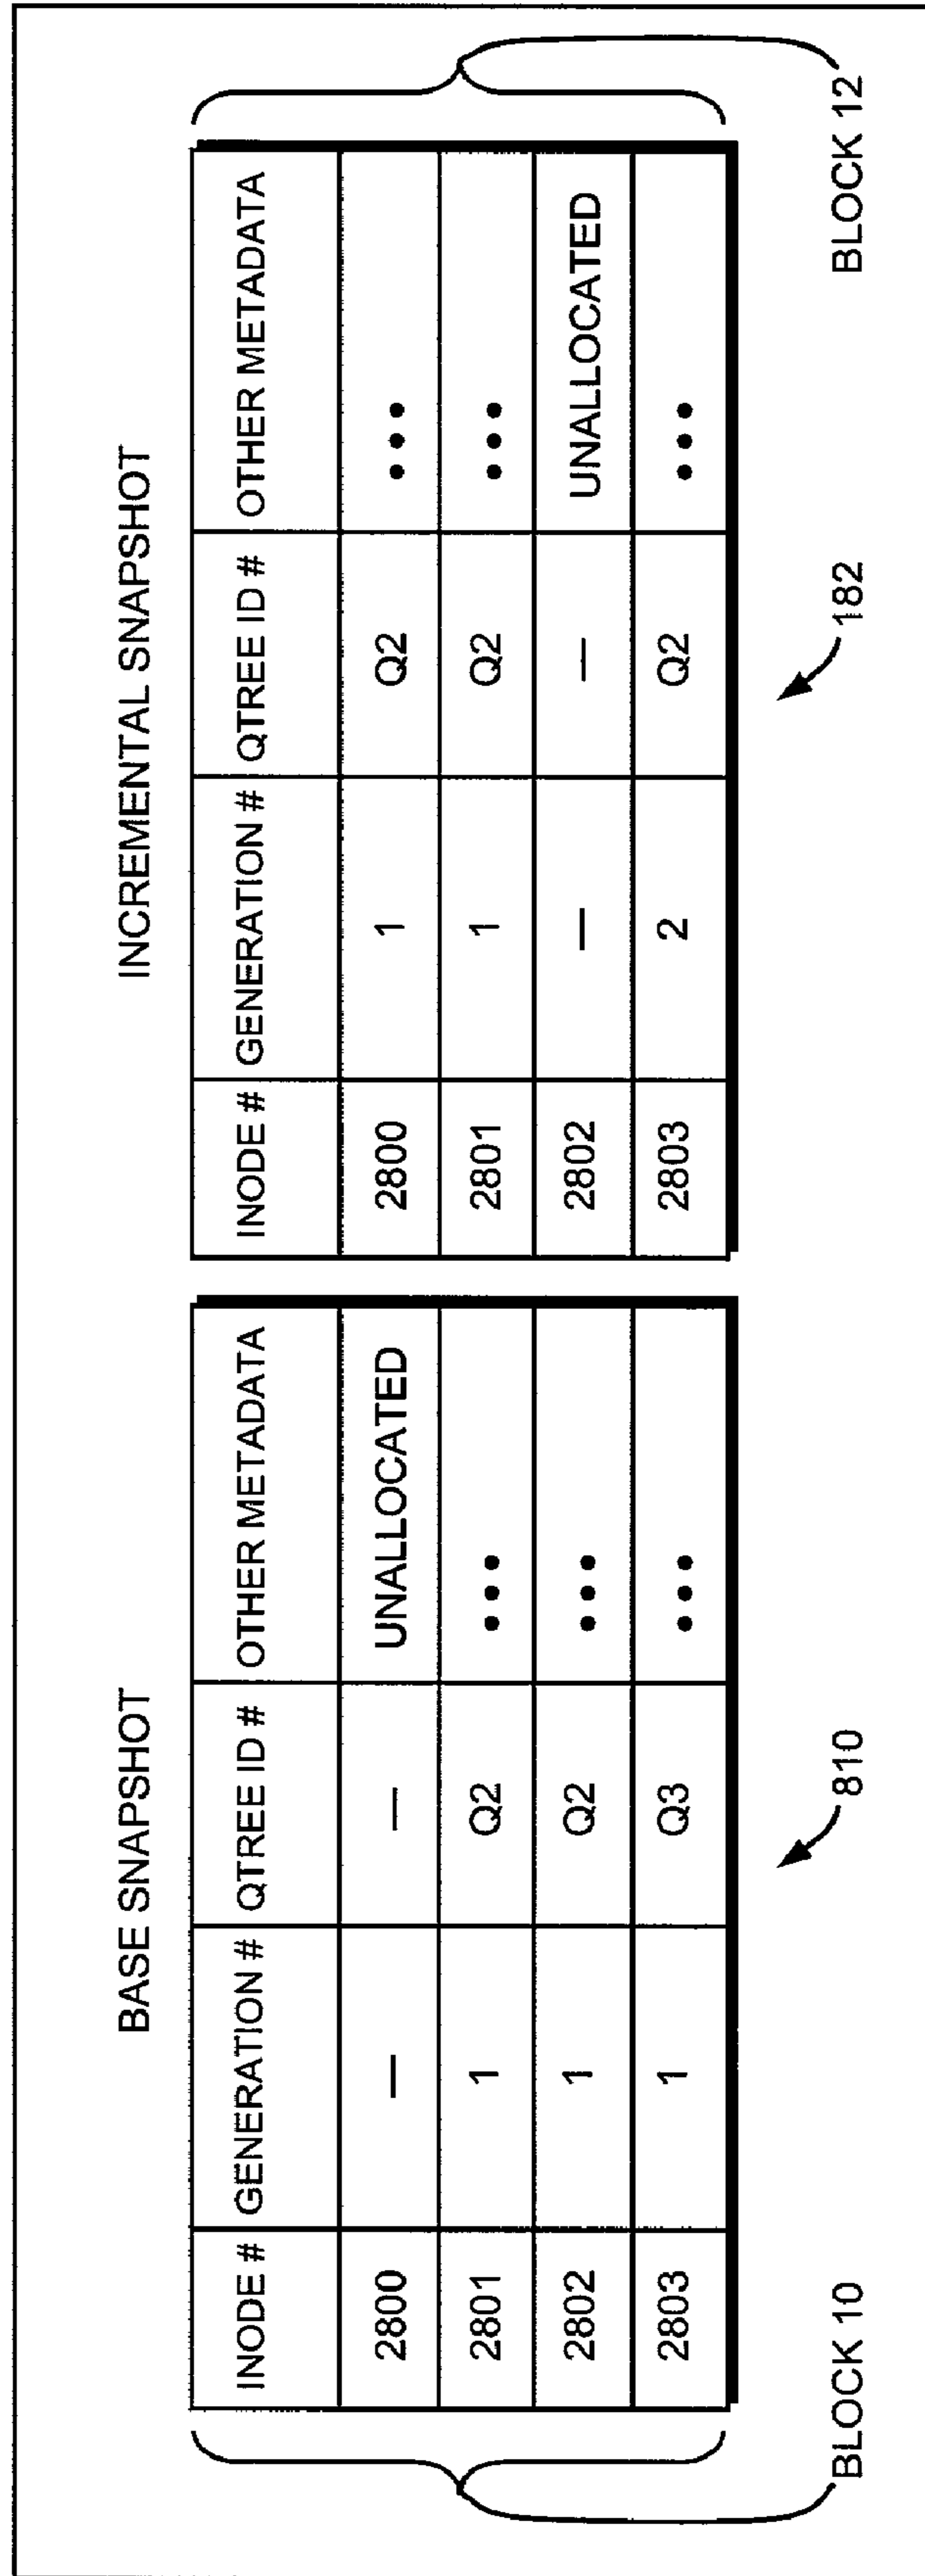 BASE SNAPSHOT
INODE # GENERATION # QTREE ID # OTHER METADATA
2800 — — UNALLOCATED
2801 1 Q2 •••
2802 1 Q2 •••
2803 1 Q3 •••
BLOCK 10
810
INCREMENTAL SNAPSHOT
INODE # GENERATION # QTREE ID # OTHER METADATA
2800 1 Q2 •••
2801 1 Q2 •••
2802 — — UNALLOCATED
2803 2 Q2 •••
182
BLOCK 12